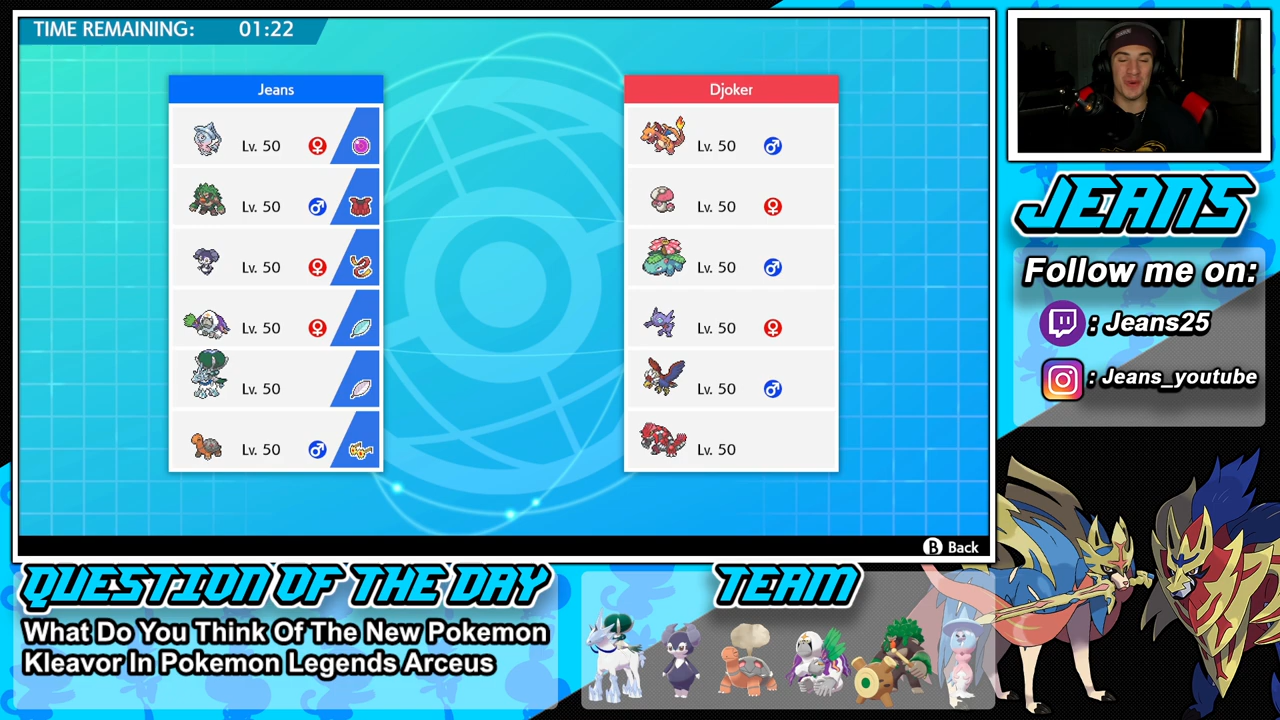 TIME REMAINING: 01:22
Jeans
Lv. 50
Lv. 50
Lv. 50
Lv. 50
Lv. 50
Lv. 50
Djoker
Lv. 50
Lv. 50
Lv. 50
Lv. 50
Lv. 50
Lv. 50
B Back
JEANS
Follow me on:
: Jeans25
: Jeans_youtube
QUESTION OF THE DAY
What Do You Think Of The New Pokemon
Kleavor In Pokemon Legends Arceus
TEAM